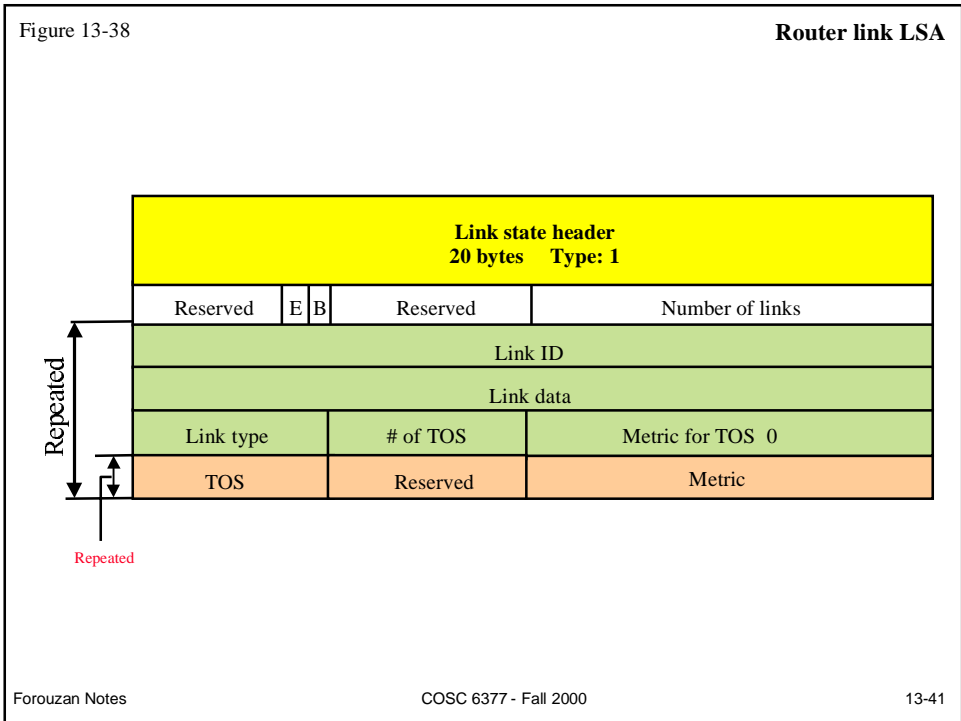 Figure 13-38
Router link LSA
Link state header
20 bytes Type: 1
Reserved E B Reserved Number of links
Link ID
Link data
Link type # of TOS Metric for TOS 0
TOS Reserved Metric
Repeated
Repeated
Forouzan Notes COSC 6377 - Fall 2000 13-41